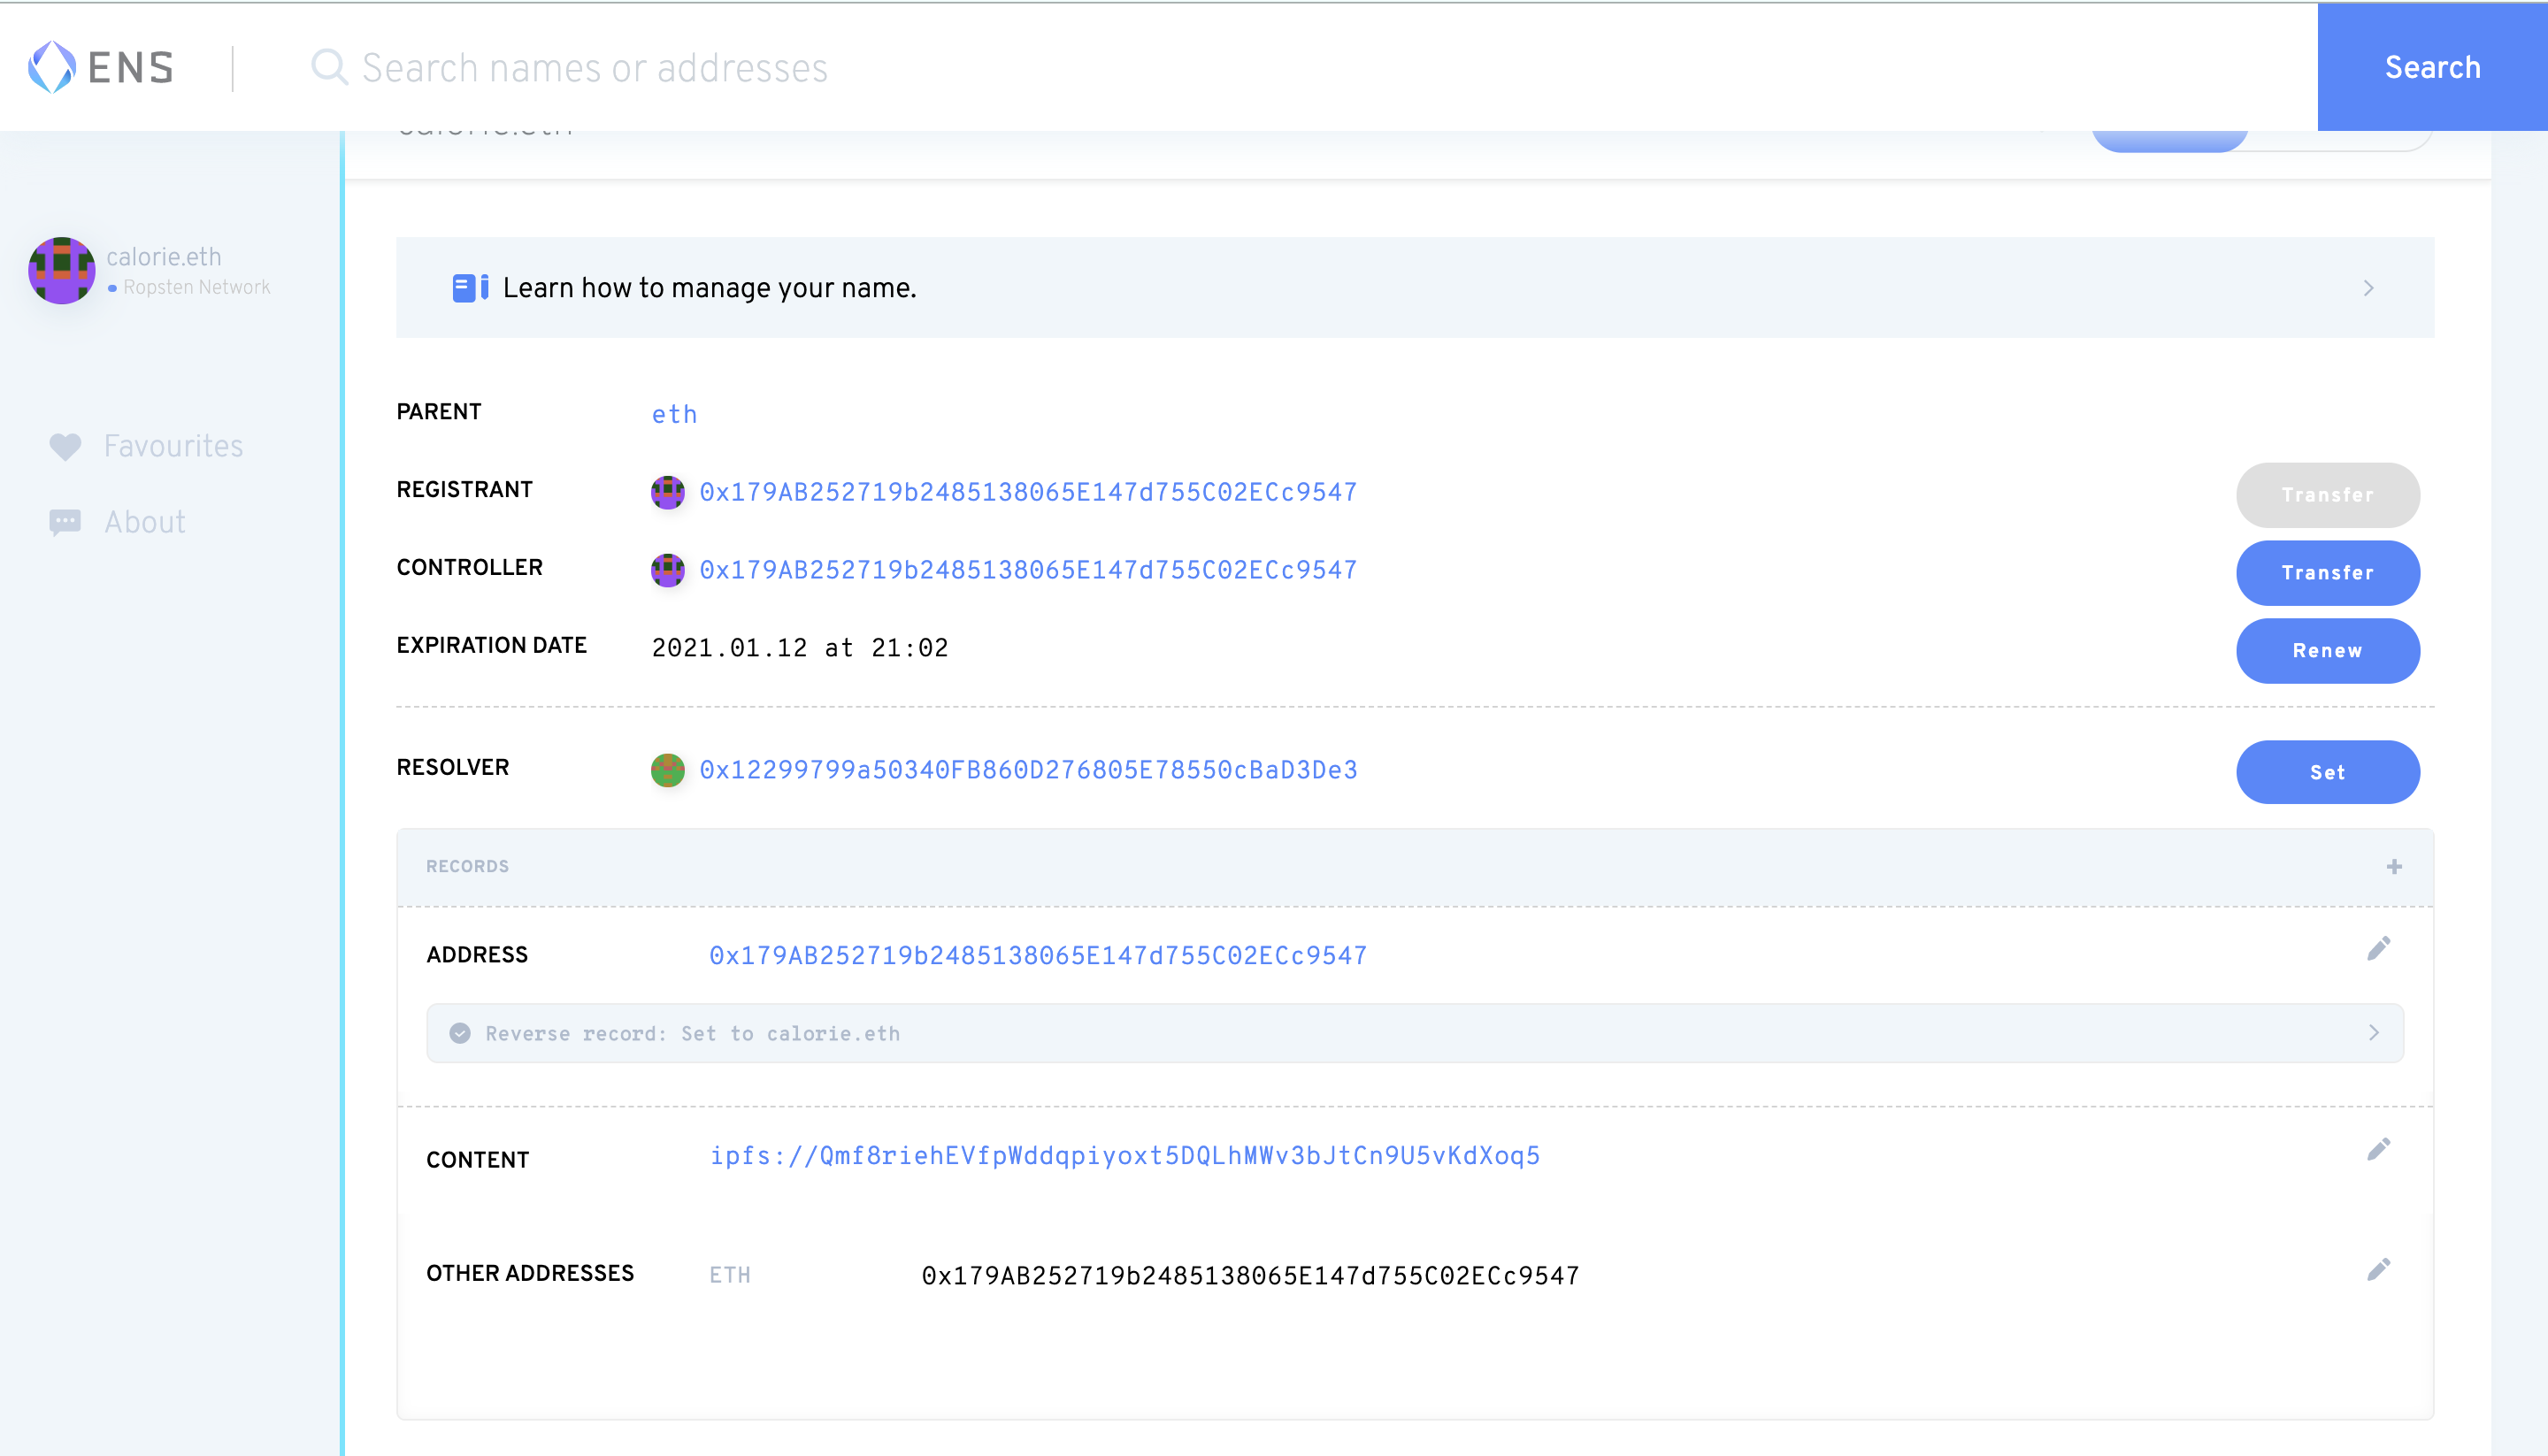 ENS
Search names or addresses
Search
calorie.eth
calorie.eth
Ropsten Network
Favourites
About
Learn how to manage your name.
PARENT eth
REGISTRANT 0x179AB252719b2485138065E147d755C02ECc9547 Transfer
CONTROLLER 0x179AB252719b2485138065E147d755C02ECc9547 Transfer
EXPIRATION DATE 2021.01.12 at 21:02 Renew
RESOLVER 0x12299799a50340FB860D276805E78550cBaD3De3 Set
RECORDS +
ADDRESS 0x179AB252719b2485138065E147d755C02ECc9547
Reverse record: Set to calorie.eth
CONTENT ipfs://Qmf8riehEVfpWddqpiyoxt5DQLhMWv3bJtCn9U5vKdXoq5
OTHER ADDRESSES ETH 0x179AB252719b2485138065E147d755C02ECc9547